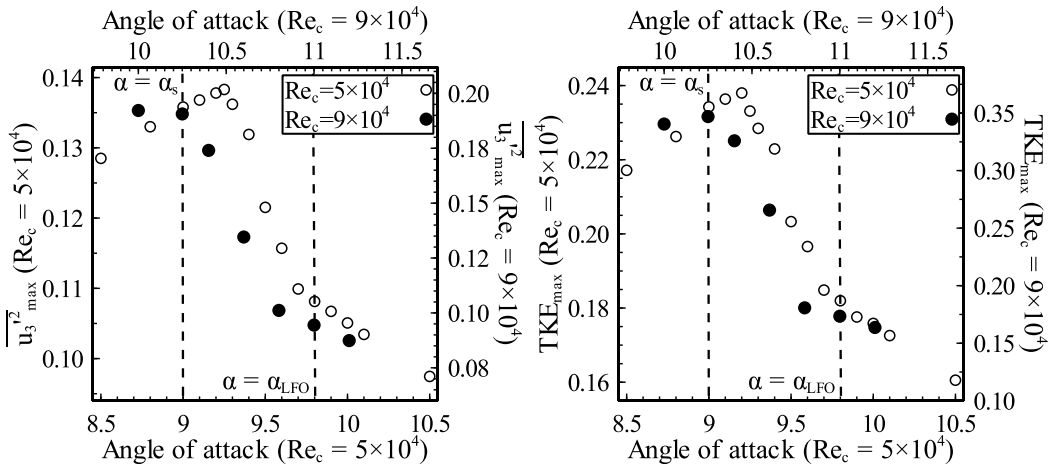 Angle of attack (Re_c = 9×10^4)
10 10.5 11 11.5
0.14
0.13
0.12
0.11
0.10
u_3'^2_max (Re_c = 5×10^4)
α = α_s
Re_c=5×10^4
Re_c=9×10^4
α = α_LFO
0.20
0.18
0.15
0.12
0.10
0.08
u_3'^2_max (Re_c = 9×10^4)
8.5 9 9.5 10 10.5
Angle of attack (Re_c = 5×10^4)
Angle of attack (Re_c = 9×10^4)
10 10.5 11 11.5
0.24
0.22
0.20
0.18
0.16
TKE_max (Re_c = 5×10^4)
α = α_s
Re_c=5×10^4
Re_c=9×10^4
α = α_LFO
0.35
0.30
0.25
0.20
0.15
0.10
TKE_max (Re_c = 9×10^4)
8.5 9 9.5 10 10.5
Angle of attack (Re_c = 5×10^4)